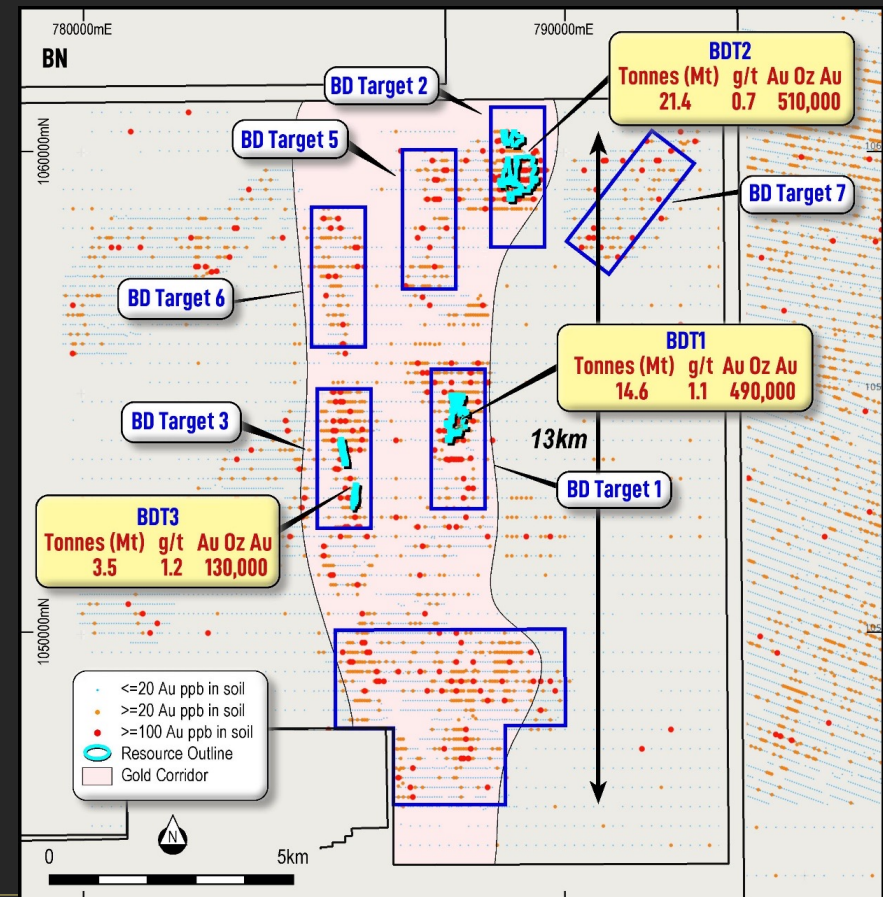 780000mE
790000mE
BN
BD Target 2
BDT2
Tonnes (Mt) g/t Au Oz Au
21.4 0.7 510,000
BD Target 5
1060000mN
BD Target 7
BD Target 6
BDT1
Tonnes (Mt) g/t Au Oz Au
14.6 1.1 490,000
BD Target 3
13km
BD Target 1
BDT3
Tonnes (Mt) g/t Au Oz Au
3.5 1.2 130,000
1050000mN
<=20 Au ppb in soil
>=20 Au ppb in soil
>=100 Au ppb in soil
Resource Outline
Gold Corridor
N
0 5km